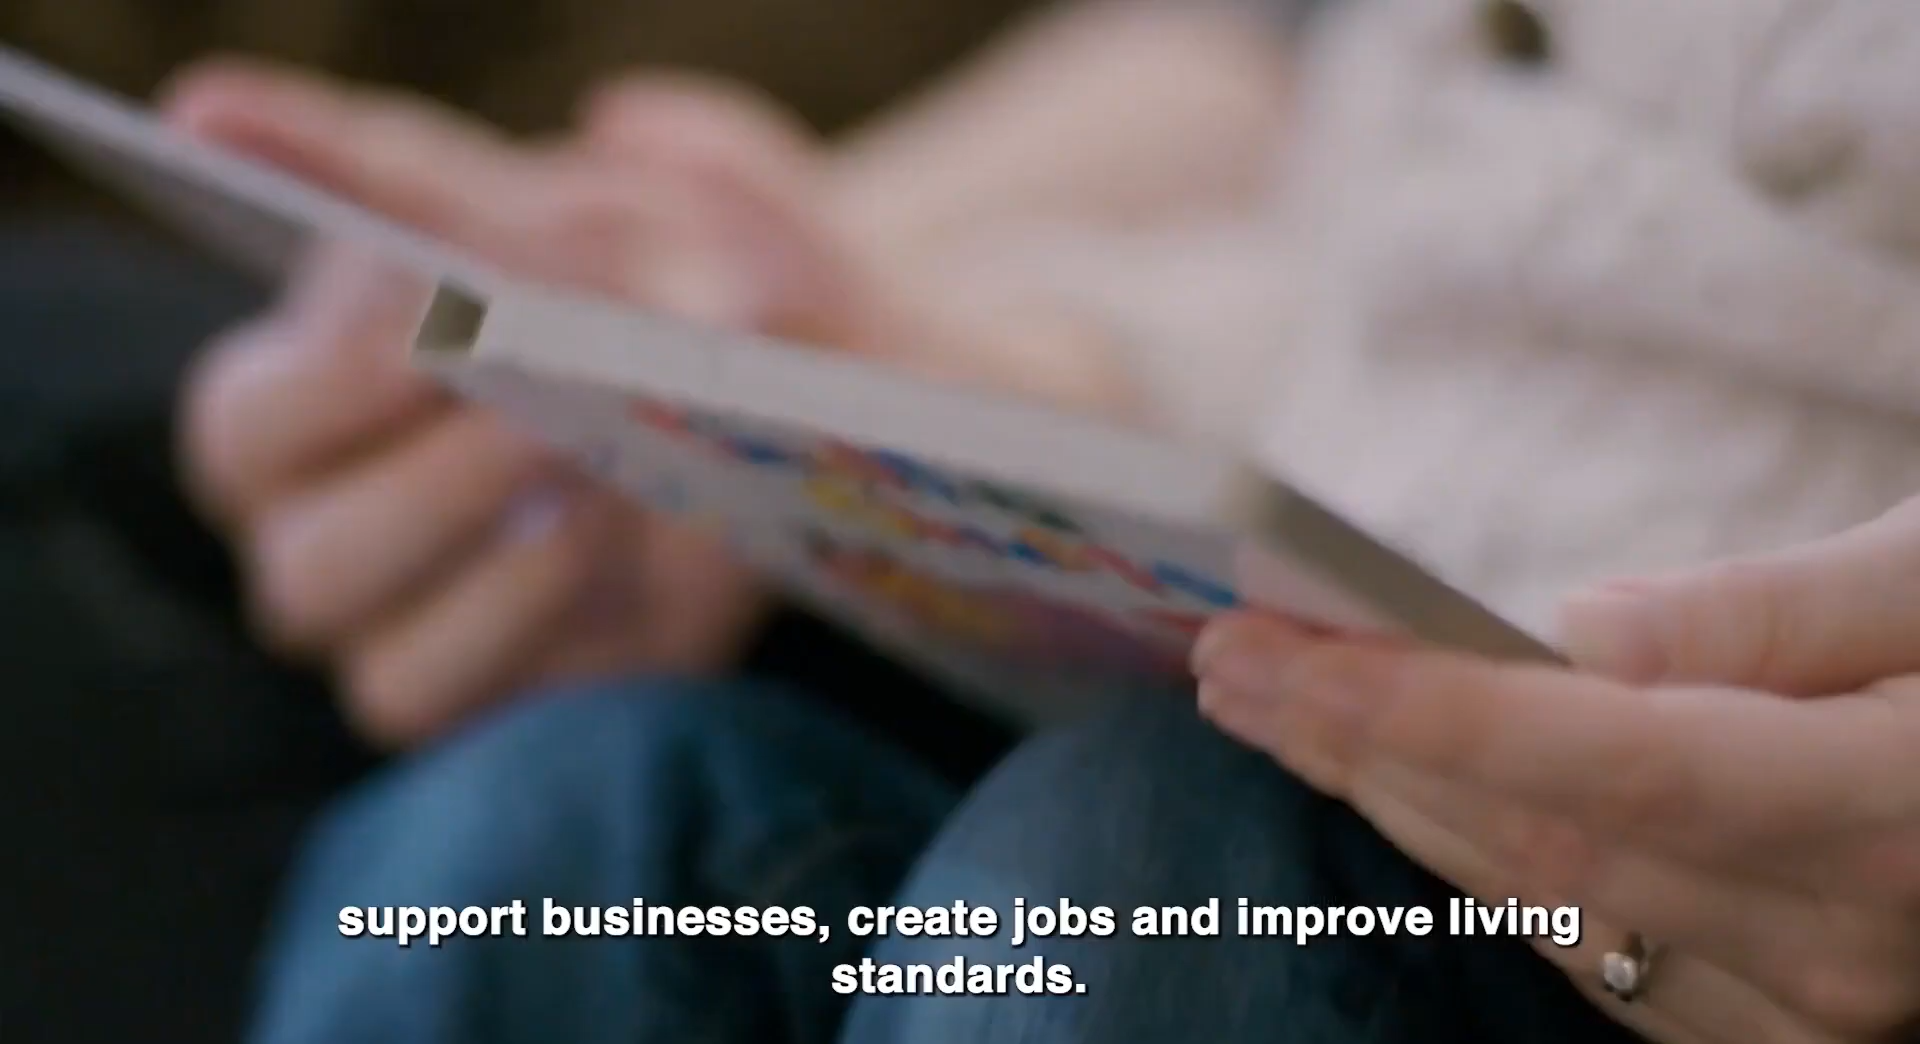 support businesses, create jobs and improve living
standards.